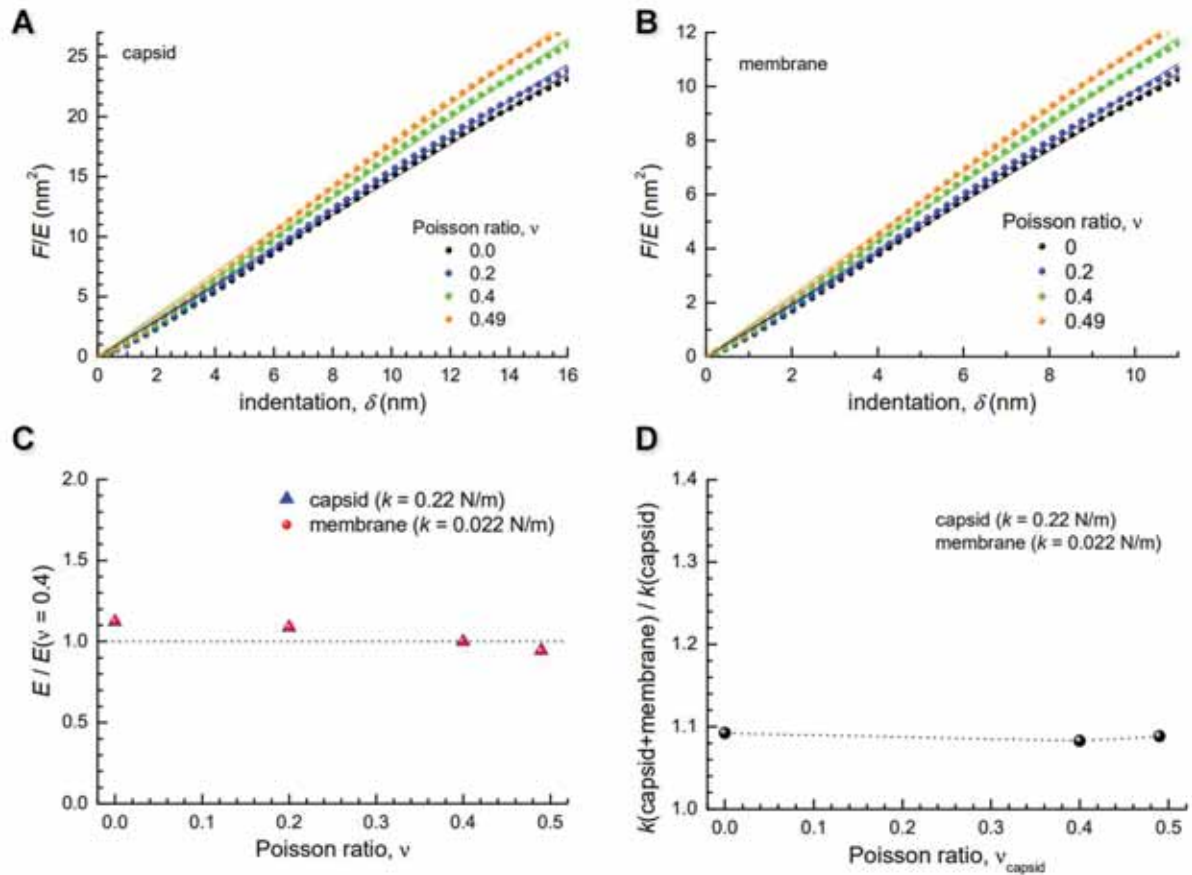 A
capsid
F/E (nm²)
25
20
15
10
5
0
Poisson ratio, ν
0.0
0.2
0.4
0.49
0 2 4 6 8 10 12 14 16
indentation, δ (nm)
B
membrane
F/E (nm²)
12
10
8
6
4
2
0
Poisson ratio, ν
0
0.2
0.4
0.49
0 2 4 6 8 10
indentation, δ (nm)
C
E / E(ν = 0.4)
2.0
1.5
1.0
0.5
0.0
capsid (k = 0.22 N/m)
membrane (k = 0.022 N/m)
0.0 0.1 0.2 0.3 0.4 0.5
Poisson ratio, ν
D
k(capsid+membrane) / k(capsid)
1.4
1.3
1.2
1.1
1.0
capsid (k = 0.22 N/m)
membrane (k = 0.022 N/m)
0.0 0.1 0.2 0.3 0.4 0.5
Poisson ratio, νcapsid